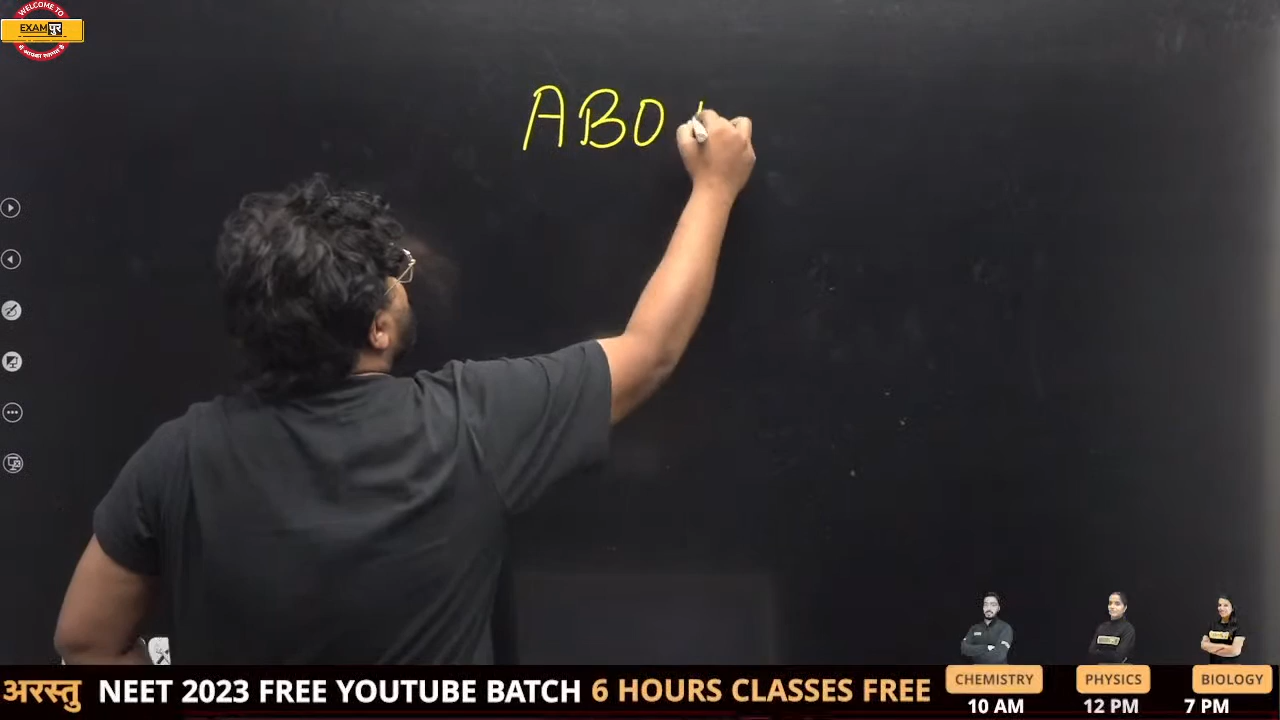 WELCOME TO
EXAMपुर
ABO
अरस्तु NEET 2023 FREE YOUTUBE BATCH 6 HOURS CLASSES FREE
CHEMISTRY PHYSICS BIOLOGY
10 AM 12 PM 7 PM